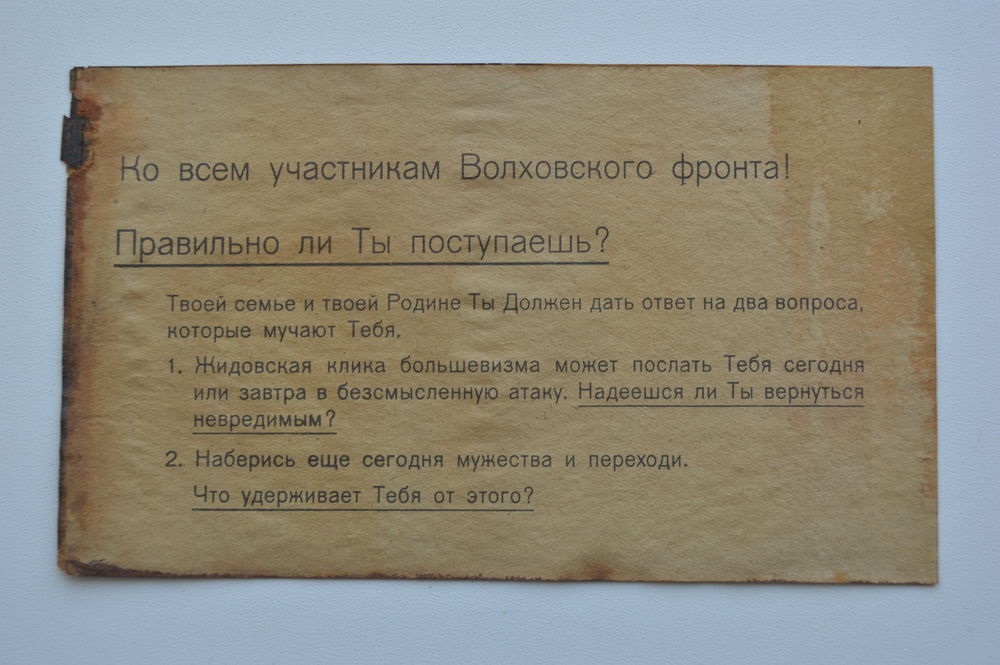 Ко всем участникам Волховского фронта!
Правильно ли Ты поступаешь?
Твоей семье и твоей Родине Ты Должен дать ответ на два вопроса,
которые мучают Тебя.
1. Жидовская клика большевизма может послать Тебя сегодня
или завтра в безсмысленную атаку. Надеешся ли Ты вернуться
невредимым?
2. Наберись еще сегодня мужества и переходи.
Что удерживает Тебя от этого?